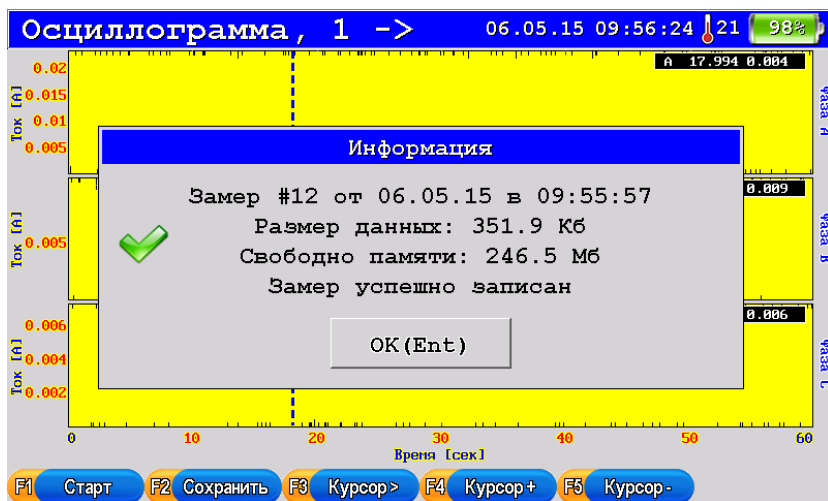 Осциллограмма, 1 -> 06.05.15 09:56:24 21 98%
A 17.994 0.004
0.02
0.015
0.01
0.005
Ток [А]
Фаза A
Информация
Замер #12 от 06.05.15 в 09:55:57
Размер данных: 351.9 Кб
Свободно памяти: 246.5 Мб
Замер успешно записан
OK(Ent)
0.009
0.005
Ток [А]
Фаза B
0.006
0.006
0.004
0.002
Ток [А]
Фаза C
0 10 20 30 40 50 60
Время [сек]
F1 Старт F2 Сохранить F3 Курсор> F4 Курсор+ F5 Курсор-